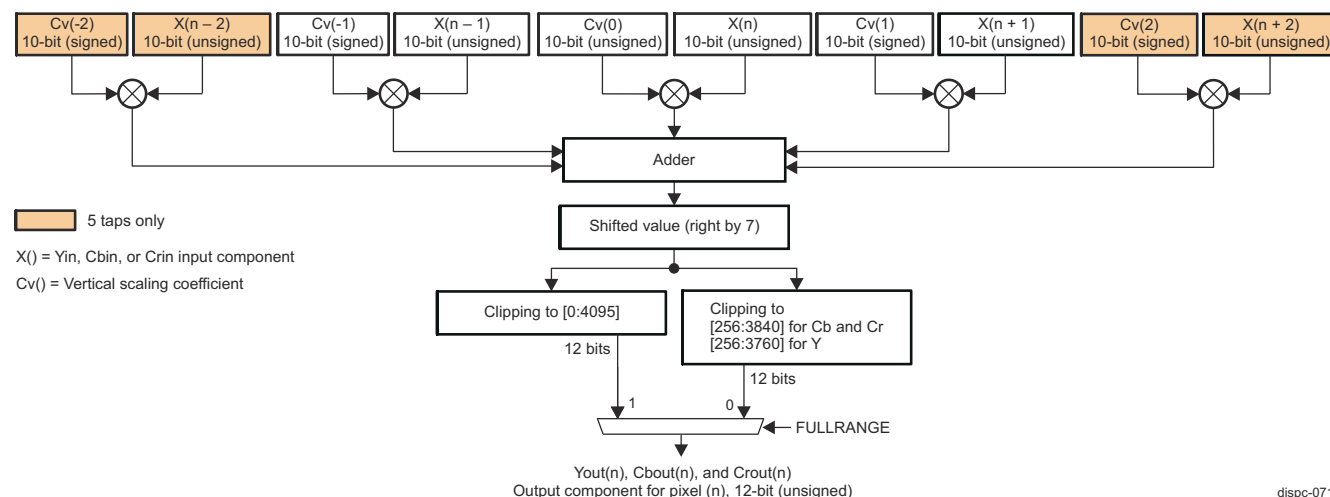 Cv(-2)
10-bit (signed)
X(n – 2)
10-bit (unsigned)
Cv(-1)
10-bit (signed)
X(n – 1)
10-bit (unsigned)
Cv(0)
10-bit (unsigned)
X(n)
10-bit (unsigned)
Cv(1)
10-bit (signed)
X(n + 1)
10-bit (unsigned)
Cv(2)
10-bit (signed)
X(n + 2)
10-bit (unsigned)
Adder
5 taps only
Shifted value (right by 7)
X() = Yin, Cbin, or Crin input component
Cv() = Vertical scaling coefficient
Clipping to [0:4095]
Clipping to
[256:3840] for Cb and Cr
[256:3760] for Y
12 bits
12 bits
1
0
FULLRANGE
Yout(n), Cbout(n), and Crout(n)
Output component for pixel (n), 12-bit (unsigned)
dispc-071